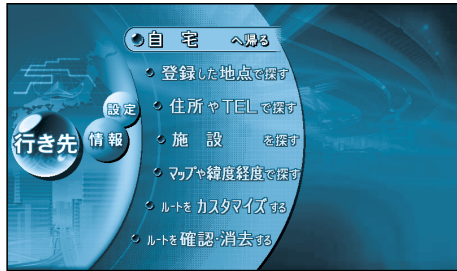 自宅へ帰る
登録した地点で探す
設定
住所やTELで探す
行き先
情報
施設を探す
マップや緯度経度で探す
ルートをカスタマイズする
ルートを確認・消去する